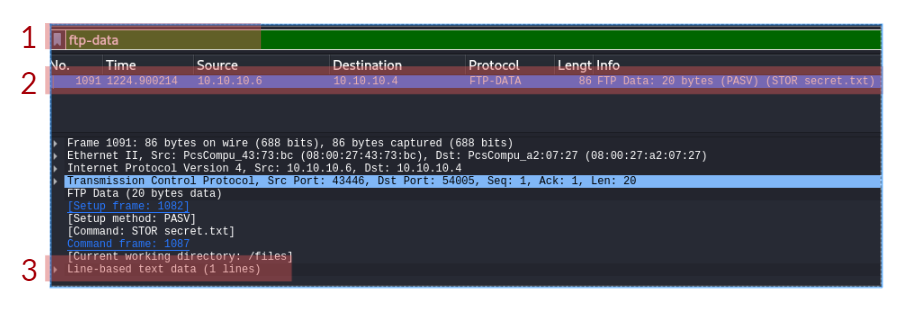 1 ftp-data
No. Time Source Destination Protocol Lengt Info
2 1091 1224.900214 10.10.10.6 10.10.10.4 FTP-DATA 86 FTP Data: 20 bytes (PASV) (STOR secret.txt)
Frame 1091: 86 bytes on wire (688 bits), 86 bytes captured (688 bits)
Ethernet II, Src: PcsCompu_43:73:bc (08:00:27:43:73:bc), Dst: PcsCompu_a2:07:27 (08:00:27:a2:07:27)
Internet Protocol Version 4, Src: 10.10.10.6, Dst: 10.10.10.4
Transmission Control Protocol, Src Port: 43446, Dst Port: 54005, Seq: 1, Ack: 1, Len: 20
FTP Data (20 bytes data)
[Setup frame: 1082]
[Setup method: PASV]
[Command: STOR secret.txt]
Command frame: 1087
[Current working directory: /files]
3 Line-based text data (1 lines)